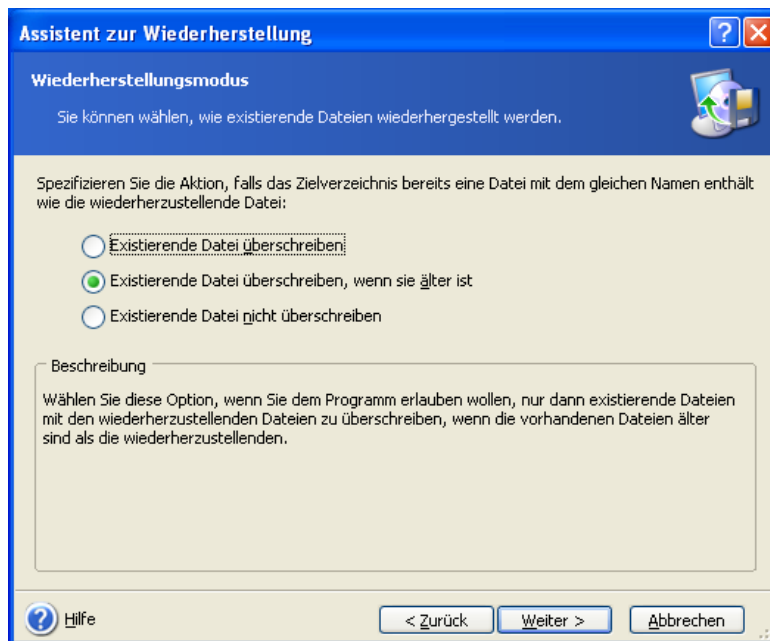 Assistent zur Wiederherstellung
Wiederherstellungsmodus
Sie können wählen, wie existierende Dateien wiederhergestellt werden.
Spezifizieren Sie die Aktion, falls das Zielverzeichnis bereits eine Datei mit dem gleichen Namen enthält
wie die wiederherzustellende Datei:
Existierende Datei überschreiben
Existierende Datei überschreiben, wenn sie älter ist
Existierende Datei nicht überschreiben
Beschreibung
Wählen Sie diese Option, wenn Sie dem Programm erlauben wollen, nur dann existierende Dateien
mit den wiederherzustellenden Dateien zu überschreiben, wenn die vorhandenen Dateien älter
sind als die wiederherzustellenden.
Hilfe
< Zurück
Weiter >
Abbrechen